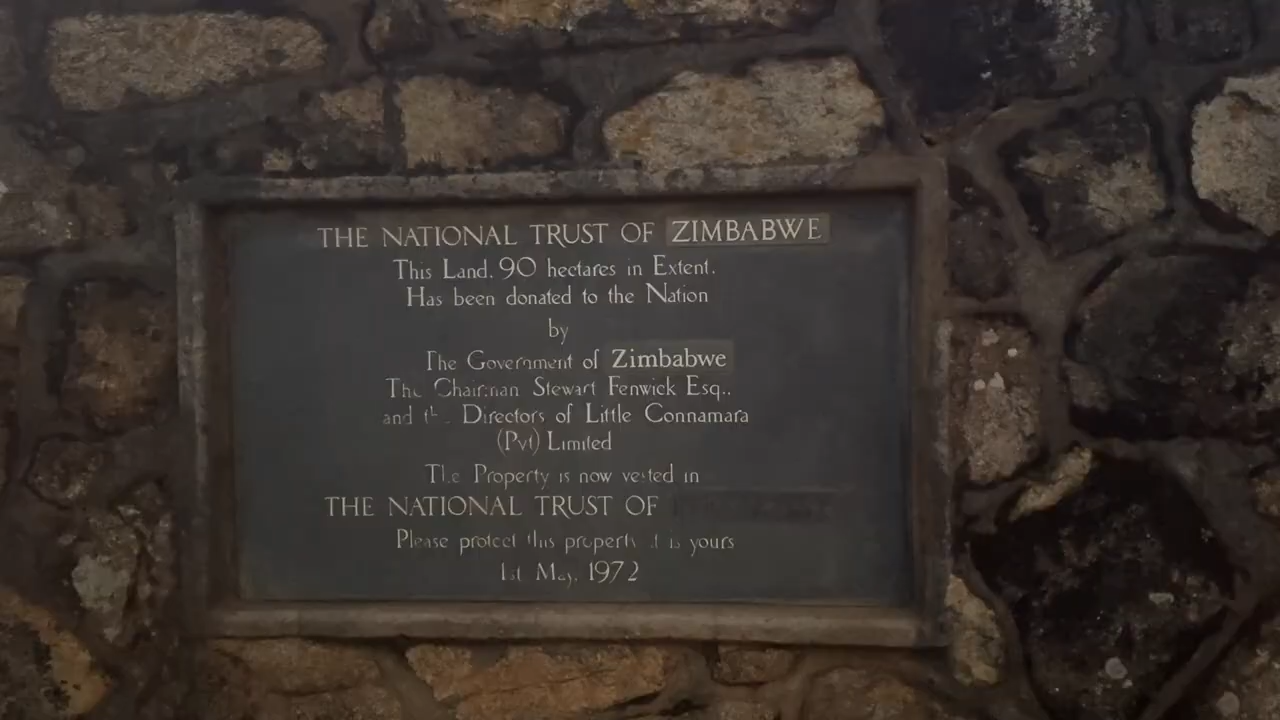 THE NATIONAL TRUST OF ZIMBABWE
This Land. 90 hectares in Extent.
Has been donated to the Nation
by
The Government of Zimbabwe
The Chairman Stewart Fenwick Esq..
and the Directors of Little Connamara
(Pvt) Limited
The Property is now vested in
THE NATIONAL TRUST OF
Please protect this property it is yours
1st May, 1972